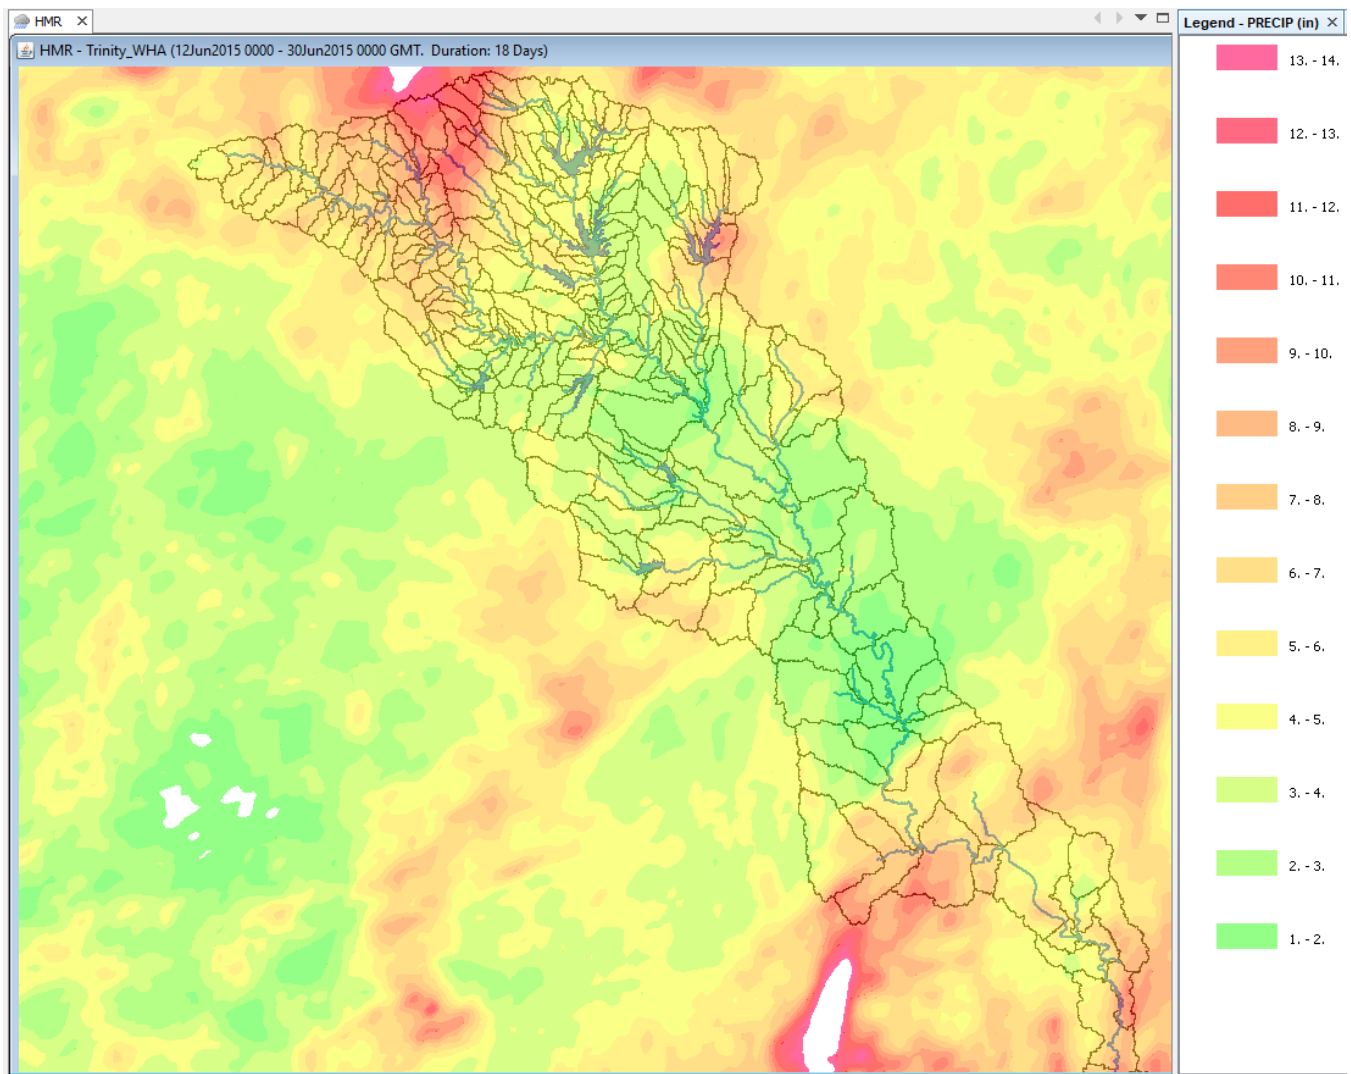 HMR
Legend - PRECIP (in)
HMR - Trinity_WHA (12Jun2015 0000 - 30Jun2015 0000 GMT. Duration: 18 Days)
13. - 14.
12. - 13.
11. - 12.
10. - 11.
9. - 10.
8. - 9.
7. - 8.
6. - 7.
5. - 6.
4. - 5.
3. - 4.
2. - 3.
1. - 2.